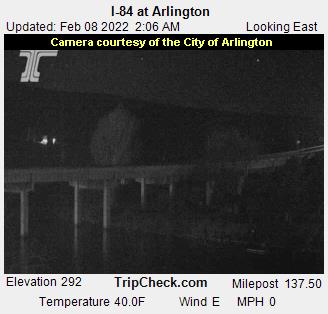 I-84 at Arlington
Updated: Feb 08 2022 2:06 AM Looking East
Camera courtesy of the City of Arlington
Elevation 292 TripCheck.com Milepost 137.50
Temperature 40.0F Wind E MPH 0